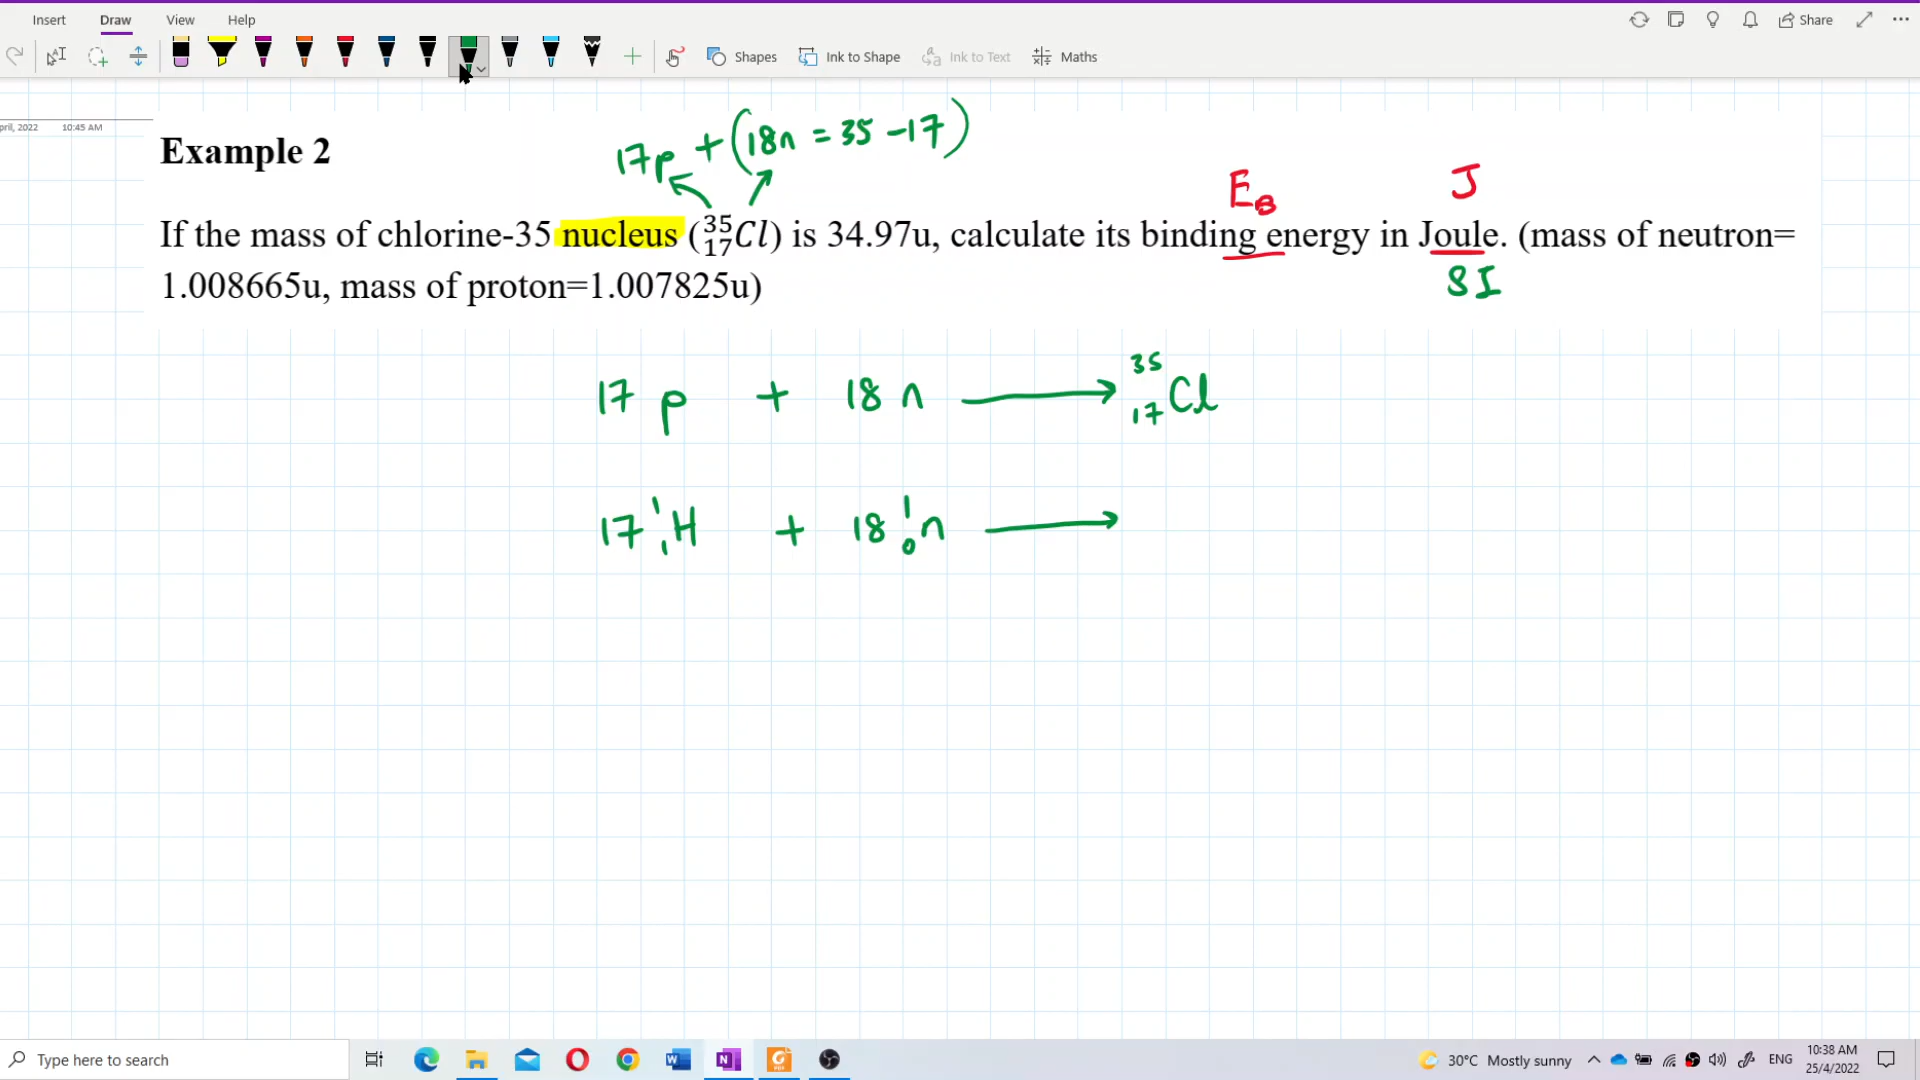 Insert Draw View Help Share
Shapes Ink to Shape Ink to Text Maths
pril, 2022 10:45 AM
17p + (18n = 35 - 17)
Example 2
E_B J
If the mass of chlorine-35 nucleus (³⁵₁₇Cl) is 34.97u, calculate its binding energy in Joule. (mass of neutron=
1.008665u, mass of proton=1.007825u)
SI
17 p + 18 n ⟶ ³⁵₁₇Cl
17 ¹₁H + 18 ¹₀n ⟶
Type here to search 30°C Mostly sunny ENG 10:38 AM
25/4/2022